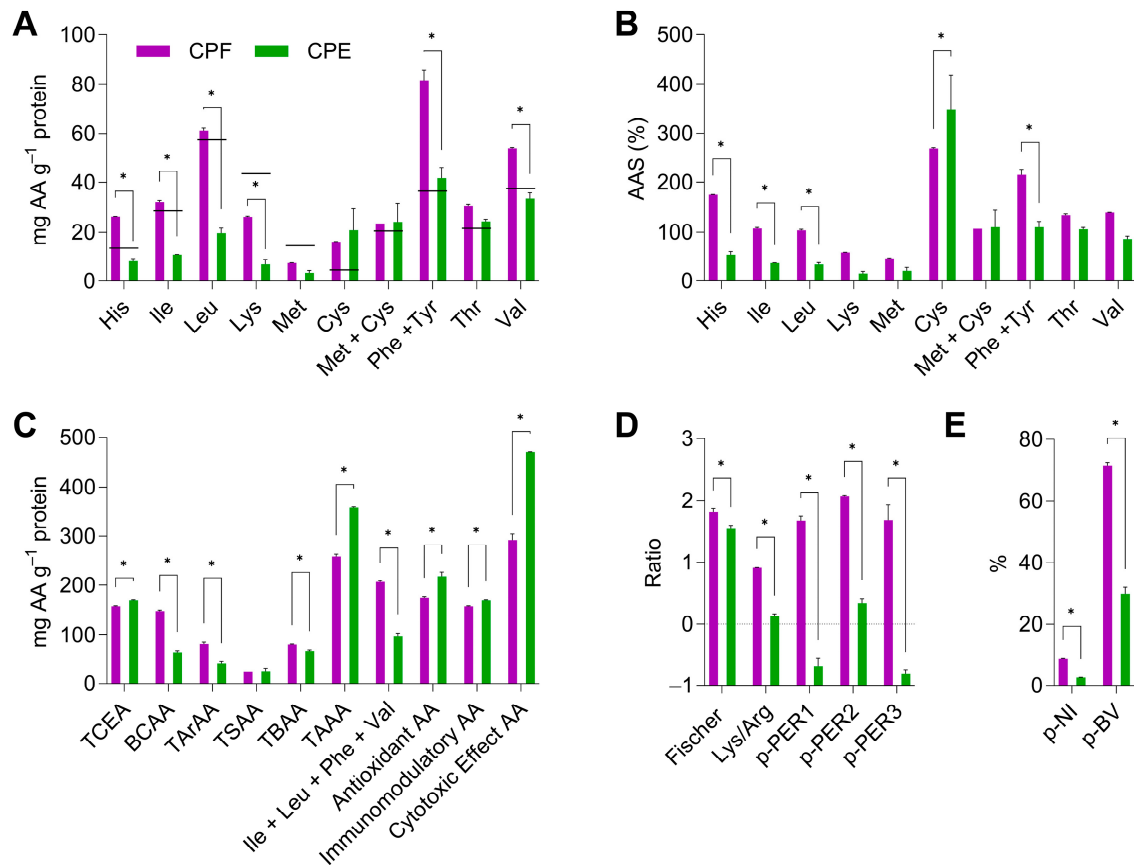 A
CPF
CPE
mg AA g⁻¹ protein
100
80
60
40
20
0
* * * * * *
His Ile Leu Lys Met Cys Met + Cys Phe +Tyr Thr Val
B
AAS (%)
500
400
300
200
100
0
* * * * *
His Ile Leu Lys Met Cys Met + Cys Phe +Tyr Thr Val
C
mg AA g⁻¹ protein
500
400
300
200
100
0
* * * * * * * * *
TCEA BCAA TArAA TSAA TBAA TAAA Ile + Leu + Phe + Val Antioxidant AA Immunomodulatory AA Cytotoxic Effect AA
D
Ratio
3
2
1
0
−1
* * * * *
Fischer Lys/Arg p-PER1 p-PER2 p-PER3
E
%
80
60
40
20
0
* *
p-NI p-BV